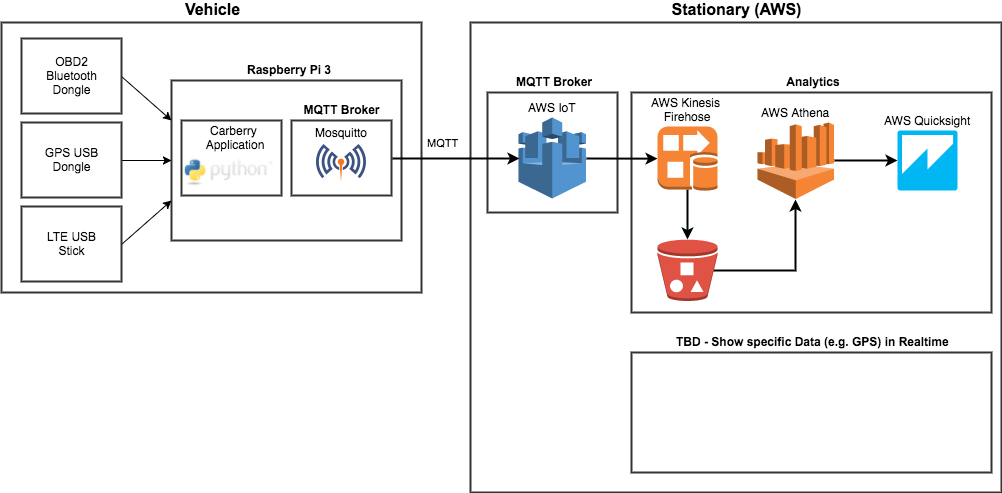 Vehicle
Stationary (AWS)
OBD2
Bluetooth
Dongle
GPS USB
Dongle
LTE USB
Stick
Raspberry Pi 3
Carberry
Application
python™
MQTT Broker
Mosquitto
MQTT
MQTT Broker
AWS IoT
Analytics
AWS Kinesis
Firehose
AWS Athena
AWS Quicksight
TBD - Show specific Data (e.g. GPS) in Realtime